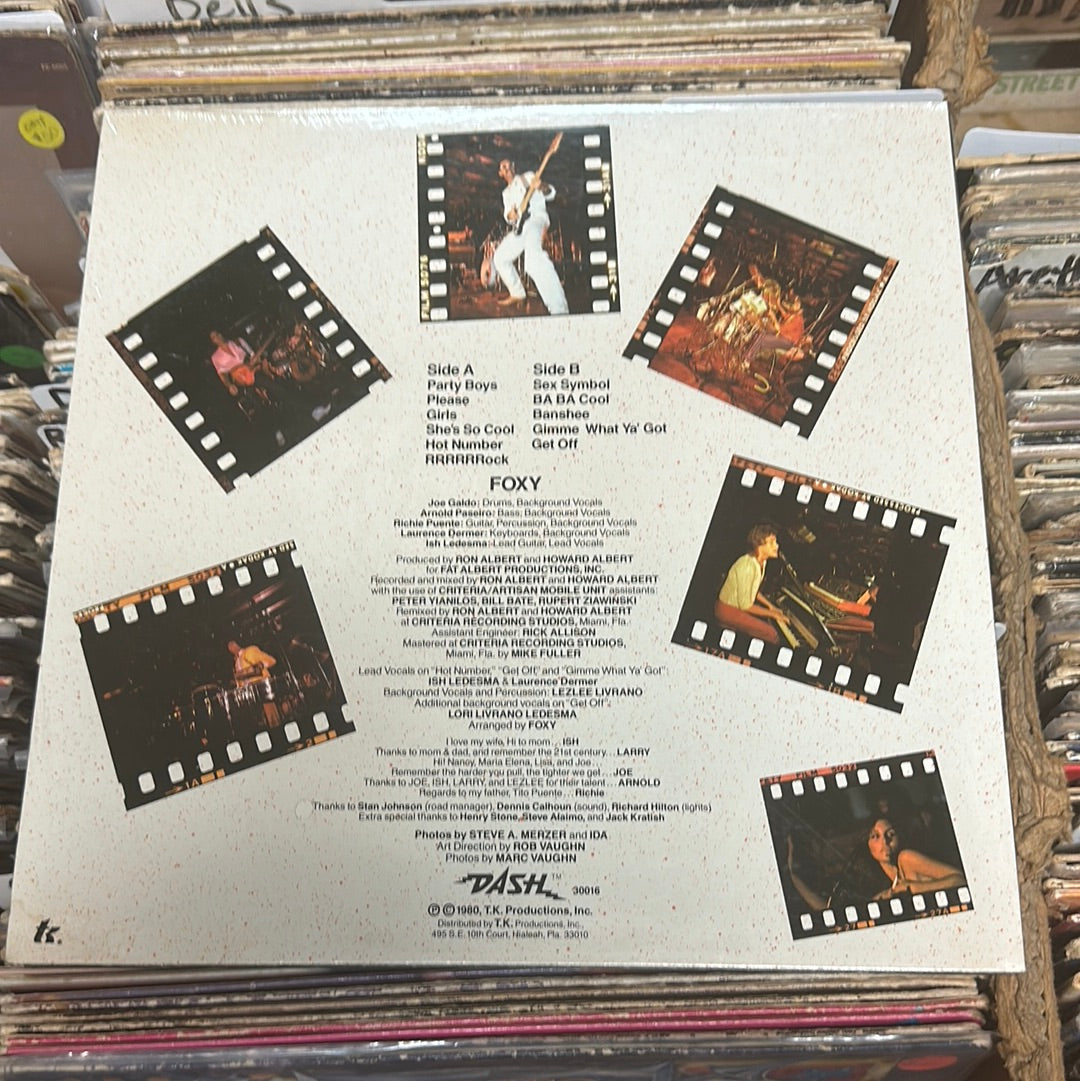 Dells
STREET
Side A
Party Boys
Please
Girls
She's So Cool
Hot Number
RRRRRRock
Side B
Sex Symbol
BA BA Cool
Banshee
Gimme What Ya' Got
Get Off
FOXY
Joe Galdo: Drums, Background Vocals
Arnold Paseiro: Bass, Background Vocals
Richie Puente: Guitar, Percussion, Background Vocals
Laurence Dermer: Keyboards, Background Vocals
Ish Ledesma: Lead Guitar, Lead Vocals
Produced by RON ALBERT and HOWARD ALBERT
for FAT ALBERT PRODUCTIONS, INC.
Recorded and mixed by RON ALBERT and HOWARD ALBERT
with the use of CRITERIA/ARTISAN MOBILE UNIT assistants:
PETER YIANILOS, BILL BATE, RUPERT ZIAWINSKI
Remixed by RON ALBERT and HOWARD ALBERT
at CRITERIA RECORDING STUDIOS, Miami, Fla.
Assistant Engineer: RICK ALLISON
Mastered at CRITERIA RECORDING STUDIOS,
Miami, Fla. by MIKE FULLER
Lead Vocals on "Hot Number," "Get Off," and "Gimme What Ya' Got":
ISH LEDESMA & Laurence Dermer
Background Vocals and Percussion: LEZLEE LIVRANO
Additional background vocals on "Get Off":
LORI LIVRANO LEDESMA
Arranged by FOXY
I love my wife, Hi to mom... ISH
Thanks to mom & dad, and remember the 21st century... LARRY
Hi! Nancy, Maria Elena, Lisa, and Joe...
Remember the harder you pull, the tighter we get... JOE
Thanks to JOE, ISH, LARRY, and LEZLEE for their talent... ARNOLD
Regards to my father, Tito Puente... Richie
Thanks to Stan Johnson (road manager), Dennis Calhoun (sound), Richard Hilton (lights)
Extra special thanks to Henry Stone, Steve Alaimo, and Jack Kratish
Photos by STEVE A. MERZER and IDA
Art Direction by ROB VAUGHN
Photos by MARC VAUGHN
DASH™ 30016
℗ © 1980, T.K. Productions, Inc.
Distributed by T.K. Productions, Inc.,
495 S.E. 10th Court, Hialeah, Fla. 33010
tk.